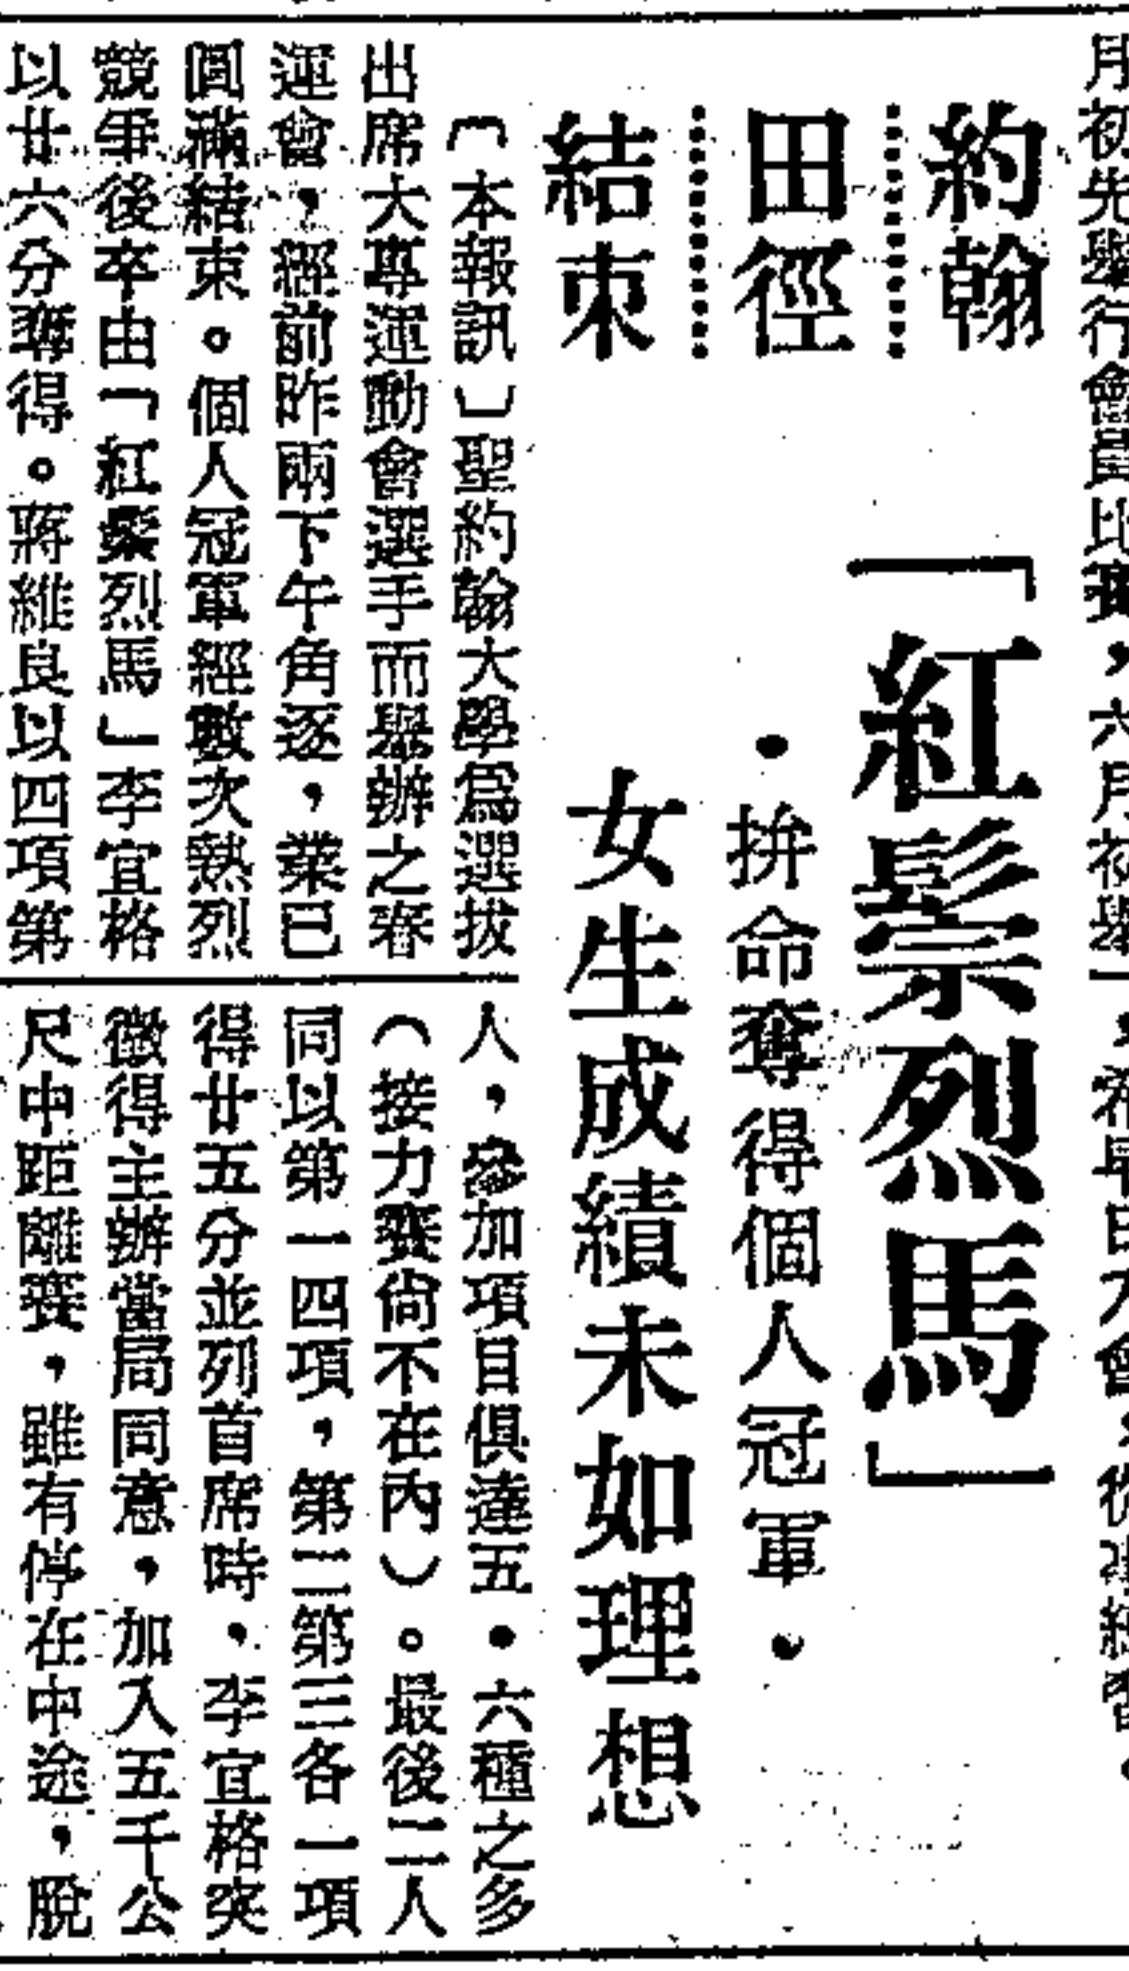 約翰
田徑
結束
「紅鬃烈馬」
・拚命奪得個人冠軍・
女生成績未如理想
〔本報訊〕聖約翰大學爲選拔
出席大專運動會選手而舉辦之春
運會，經前昨兩下午角逐，業已
圓滿結束。個人冠軍經數次熱烈
競爭後卒由「紅鬃烈馬」李宜格
以廿六分奪得。蔣維良以四項第
人，參加項目俱達五・六種之多
（接力賽尙不在內）。最後二人
同以第一四項，第二第三各一項
得廿五分並列首席時，李宜格突
徵得主辦當局同意，加入五千公
尺中距離賽，雖有停在中途，脫
月初先舉行會員比賽，六月初舉